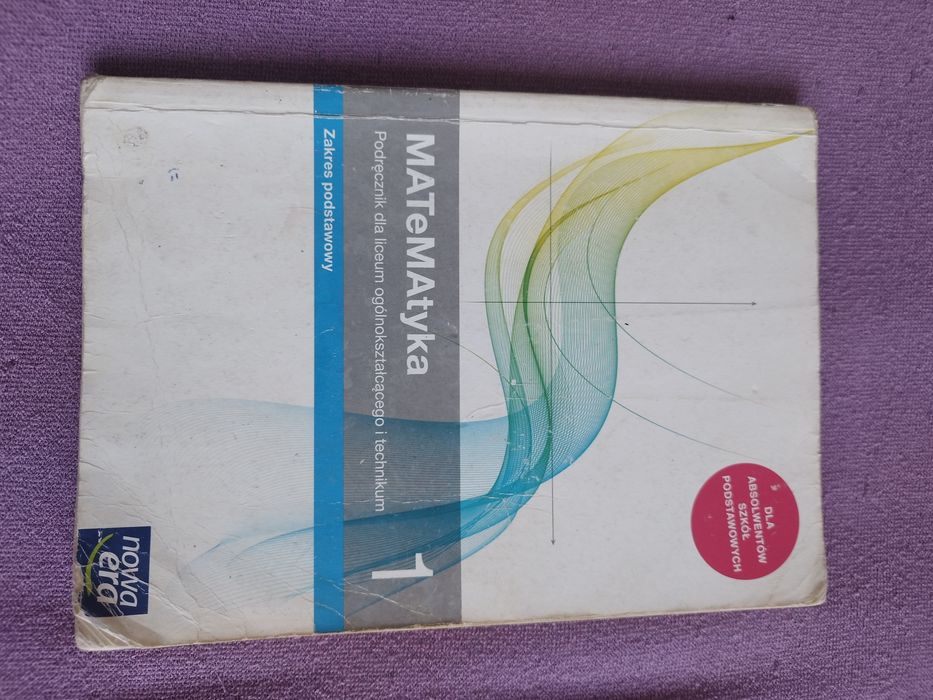 DLA
ABSOLWENTÓW
SZKÓŁ
PODSTAWOWYCH
MATeMAtyka 1
Podręcznik dla liceum ogólnokształcącego i technikum
Zakres podstawowy
nowa
era